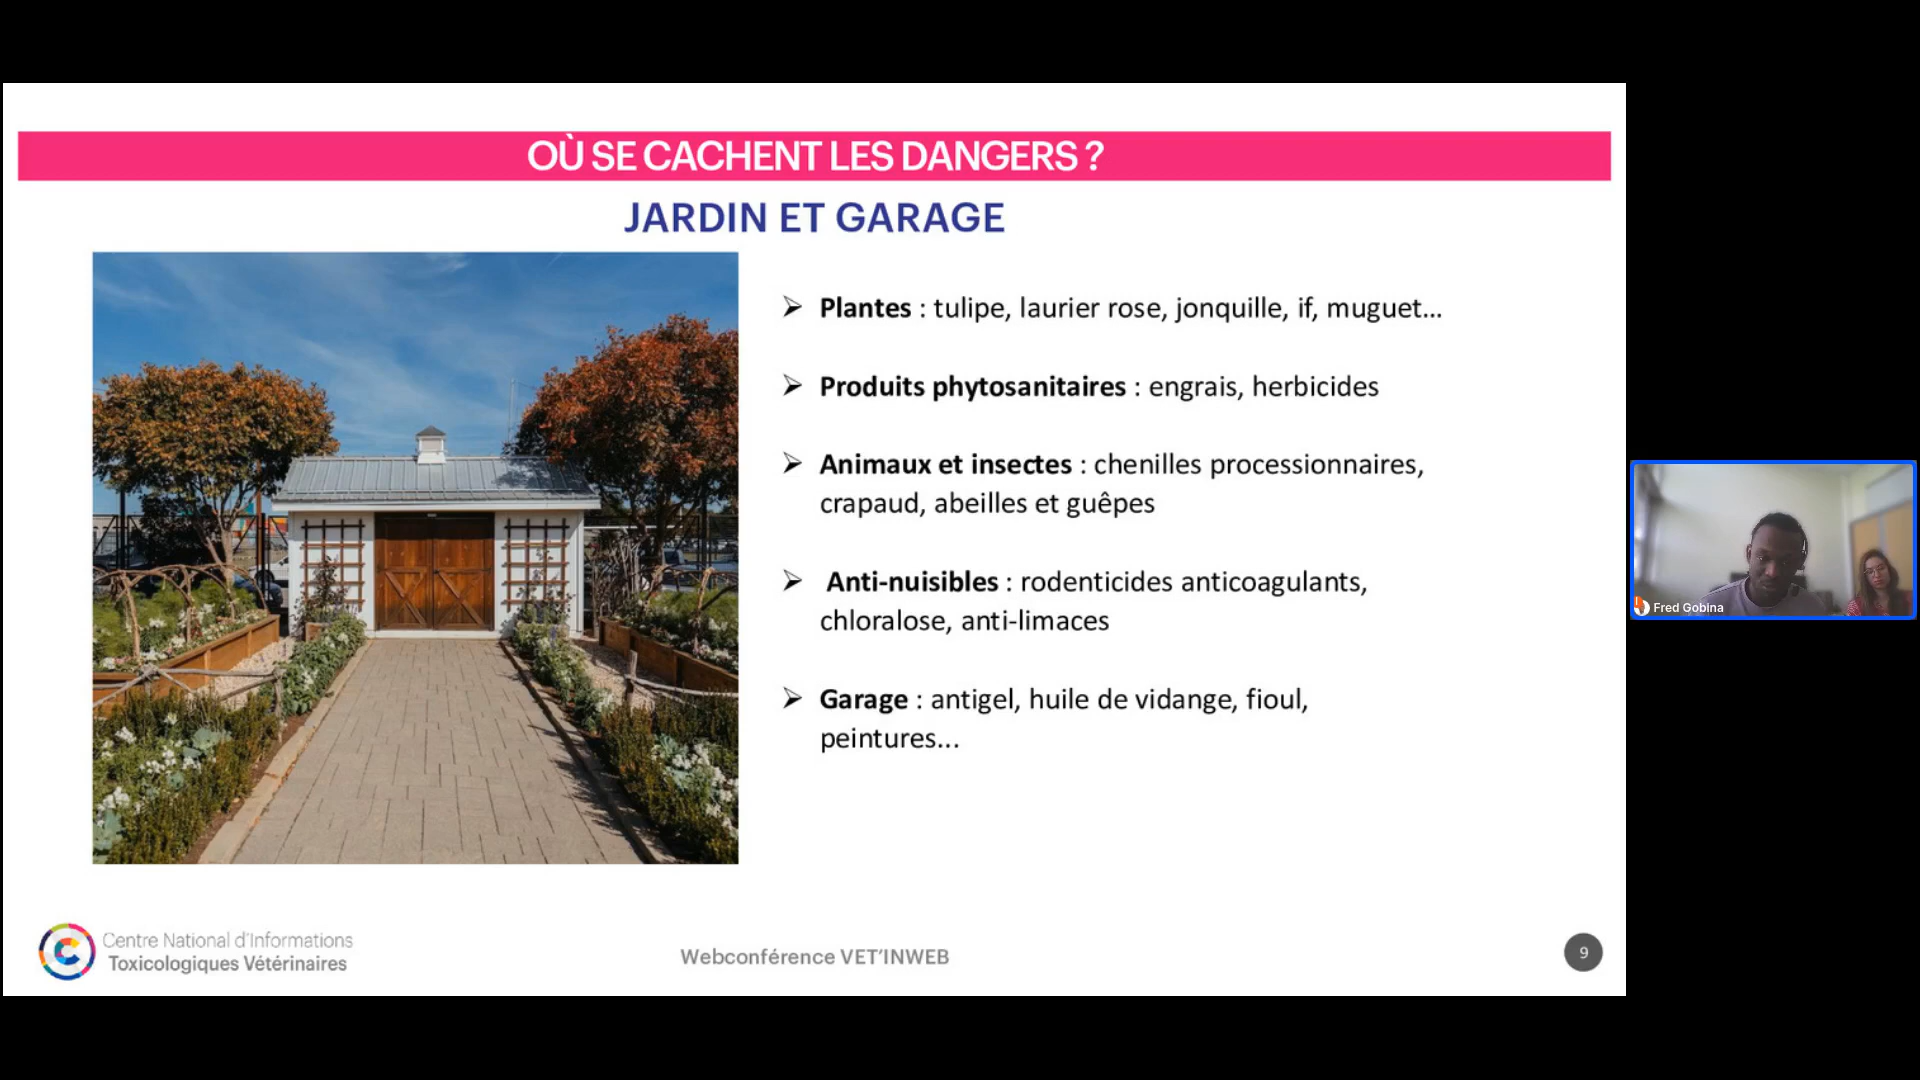 OÙ SE CACHENT LES DANGERS ?
JARDIN ET GARAGE
➢ Plantes : tulipe, laurier rose, jonquille, if, muguet...
➢ Produits phytosanitaires : engrais, herbicides
➢ Animaux et insectes : chenilles processionnaires,
crapaud, abeilles et guêpes
➢ Anti-nuisibles : rodenticides anticoagulants,
chloralose, anti-limaces
➢ Garage : antigel, huile de vidange, fioul,
peintures...
Fred Gobina
Centre National d'Informations
Toxicologiques Vétérinaires
Webconférence VET'INWEB
9